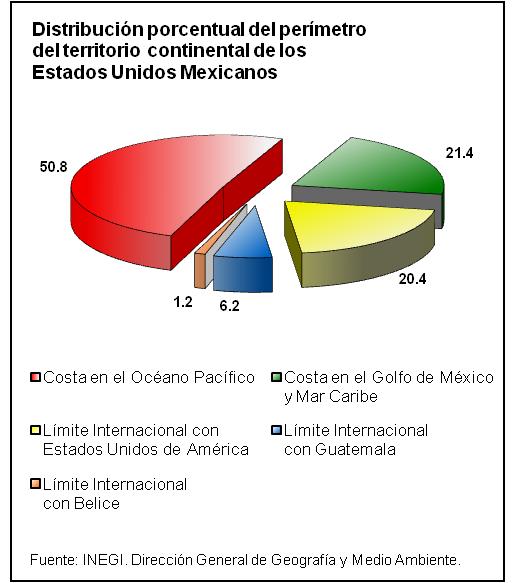 Distribución porcentual del perímetro
del territorio continental de los
Estados Unidos Mexicanos
50.8
21.4
20.4
1.2
6.2
Costa en el Océano Pacífico
Costa en el Golfo de México
y Mar Caribe
Límite Internacional con
Estados Unidos de América
Límite Internacional
con Guatemala
Límite Internacional
con Belice
Fuente: INEGI. Dirección General de Geografía y Medio Ambiente.